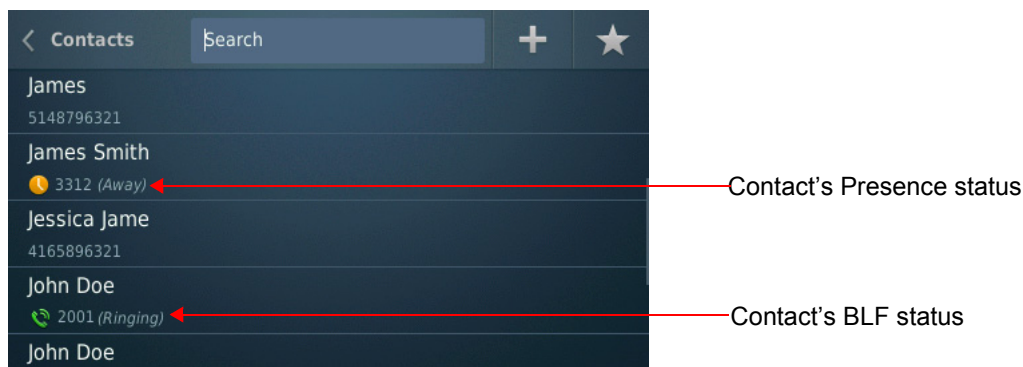 Contacts Search
James
5148796321
James Smith
3312 (Away) Contact's Presence status
Jessica Jame
4165896321
John Doe
2001 (Ringing) Contact's BLF status
John Doe